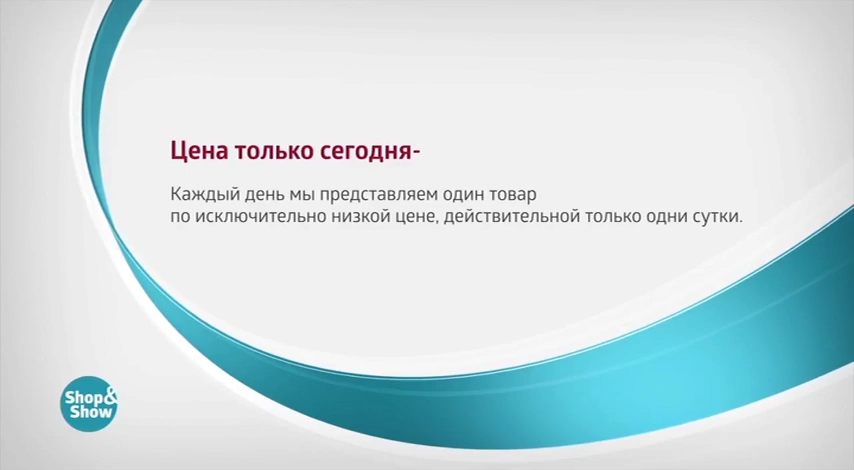 Цена только сегодня-
Каждый день мы представляем один товар
по исключительно низкой цене, действительной только одни сутки.
Shop&
Show